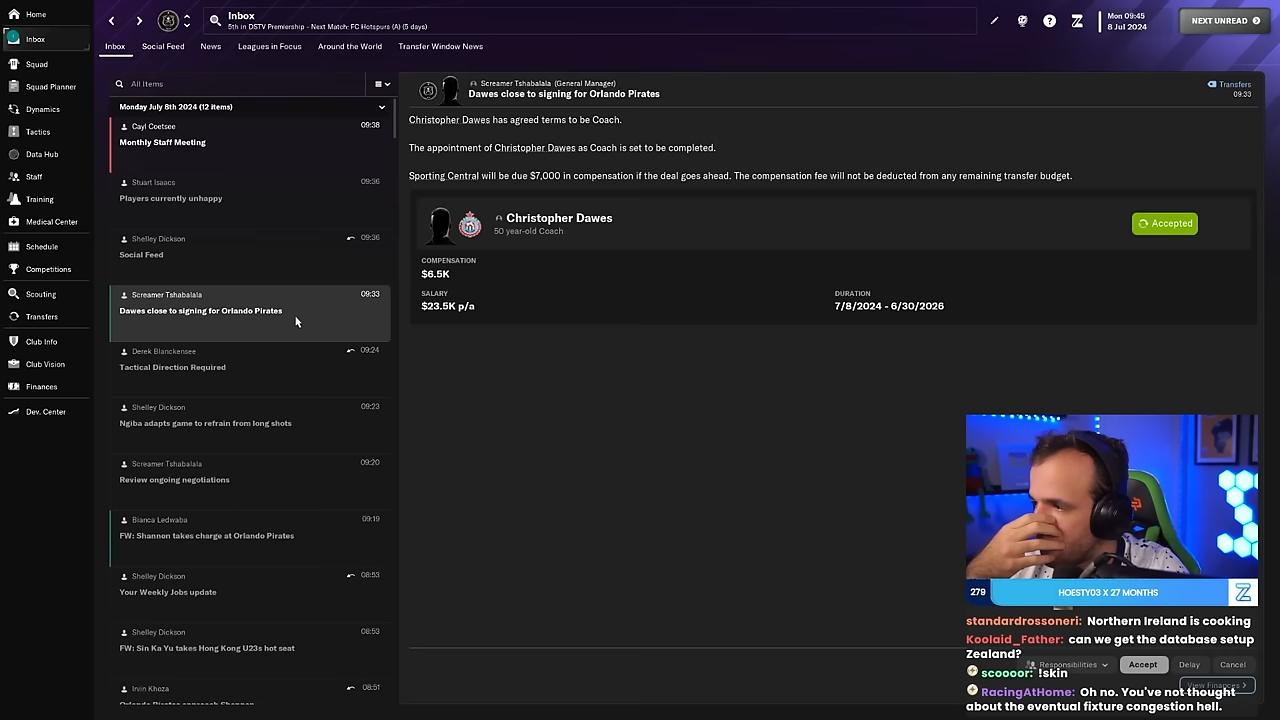 Home
Inbox
Squad
Squad Planner
Dynamics
Tactics
Data Hub
Staff
Training
Medical Center
Schedule
Competitions
Scouting
Transfers
Club Info
Club Vision
Finances
Dev. Center
Inbox
5th in DSTV Premiership - Next Match: FC Hotspurs (A) (5 days)
Mon 09:45
8 Jul 2024
NEXT UNREAD
Inbox
Social Feed
News
Leagues in Focus
Around the World
Transfer Window News
All Items
Monday July 8th 2024 (12 items)
Cayl Coetsee
09:38
Monthly Staff Meeting
Stuart Isaacs
09:36
Players currently unhappy
Shelley Dickson
09:36
Social Feed
Screamer Tshabalala
09:33
Dawes close to signing for Orlando Pirates
Derek Blanckensee
09:24
Tactical Direction Required
Shelley Dickson
09:23
Ngiba adapts game to refrain from long shots
Screamer Tshabalala
09:20
Review ongoing negotiations
Bianca Ledwaba
09:19
FW: Shannon takes charge at Orlando Pirates
Shelley Dickson
08:53
Your Weekly Jobs update
Shelley Dickson
08:53
FW: Sin Ka Yu takes Hong Kong U23s hot seat
Irvin Khoza
08:51
Orlando Pirates approach Shannon
Screamer Tshabalala (General Manager)
Dawes close to signing for Orlando Pirates
Transfers
09:33
Christopher Dawes has agreed terms to be Coach.
The appointment of Christopher Dawes as Coach is set to be completed.
Sporting Central will be due $7,000 in compensation if the deal goes ahead. The compensation fee will not be deducted from any remaining transfer budget.
Christopher Dawes
50 year-old Coach
Accepted
COMPENSATION
$6.5K
SALARY
$23.5K p/a
DURATION
7/8/2024 - 6/30/2026
279
HOESTY03 X 27 MONTHS
standardrossoneri: Northern Ireland is cooking
Koolaid_Father: can we get the database setup
Zealand?
scoooor: !skin
RacingAtHome: Oh no. You've not thought
about the eventual fixture congestion hell.
Responsibilities
Accept
Delay
Cancel
View Finances